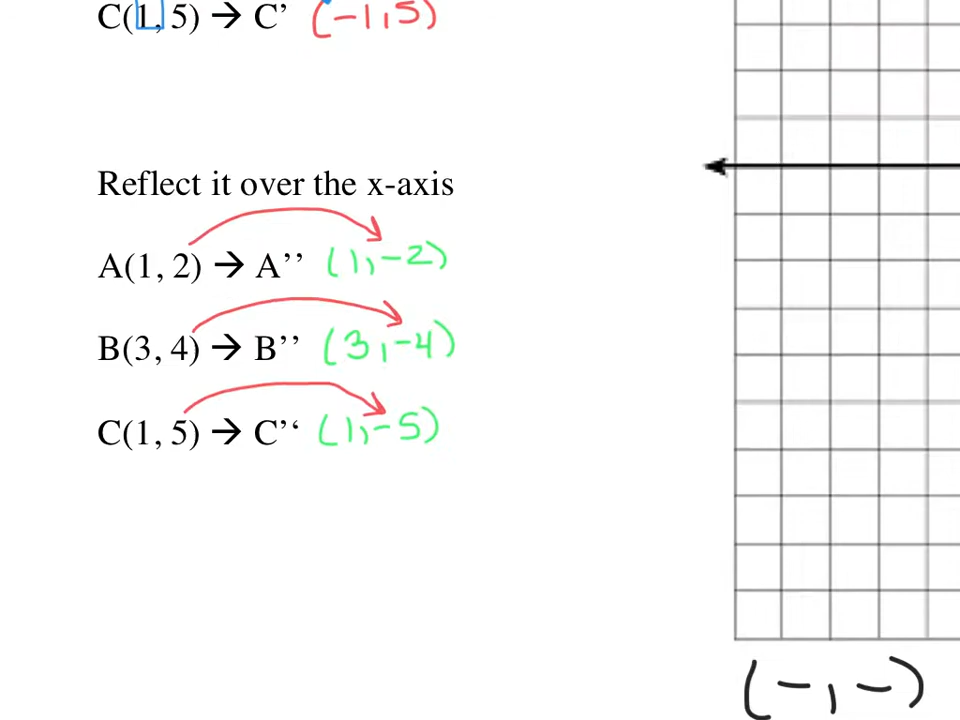 C(1, 5) → C’ (-1,5)
Reflect it over the x-axis
A(1, 2) → A’’ (1,-2)
B(3, 4) → B’’ (3,-4)
C(1, 5) → C’‘ (1,-5)
(-,-)